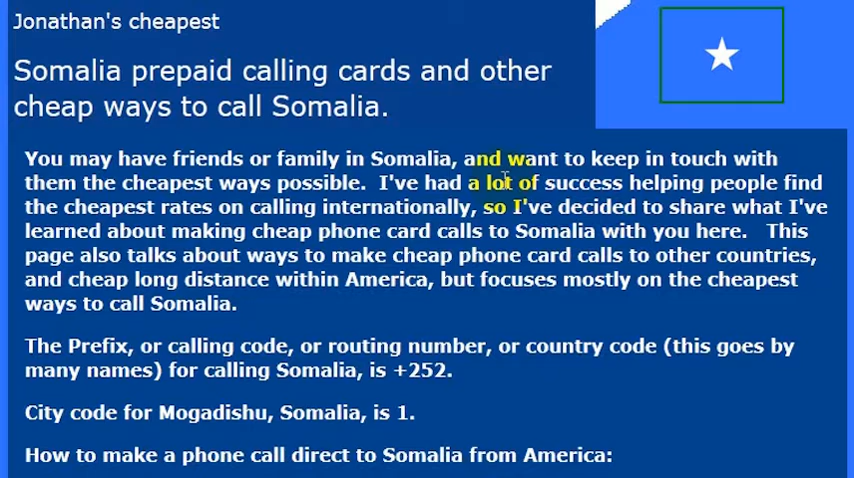 Jonathan's cheapest
Somalia prepaid calling cards and other
cheap ways to call Somalia.
You may have friends or family in Somalia, and want to keep in touch with
them the cheapest ways possible.  I've had a lot of success helping people find
the cheapest rates on calling internationally, so I've decided to share what I've
learned about making cheap phone card calls to Somalia with you here.   This
page also talks about ways to make cheap phone card calls to other countries,
and cheap long distance within America, but focuses mostly on the cheapest
ways to call Somalia.
The Prefix, or calling code, or routing number, or country code (this goes by
many names) for calling Somalia, is +252.
City code for Mogadishu, Somalia, is 1.
How to make a phone call direct to Somalia from America: